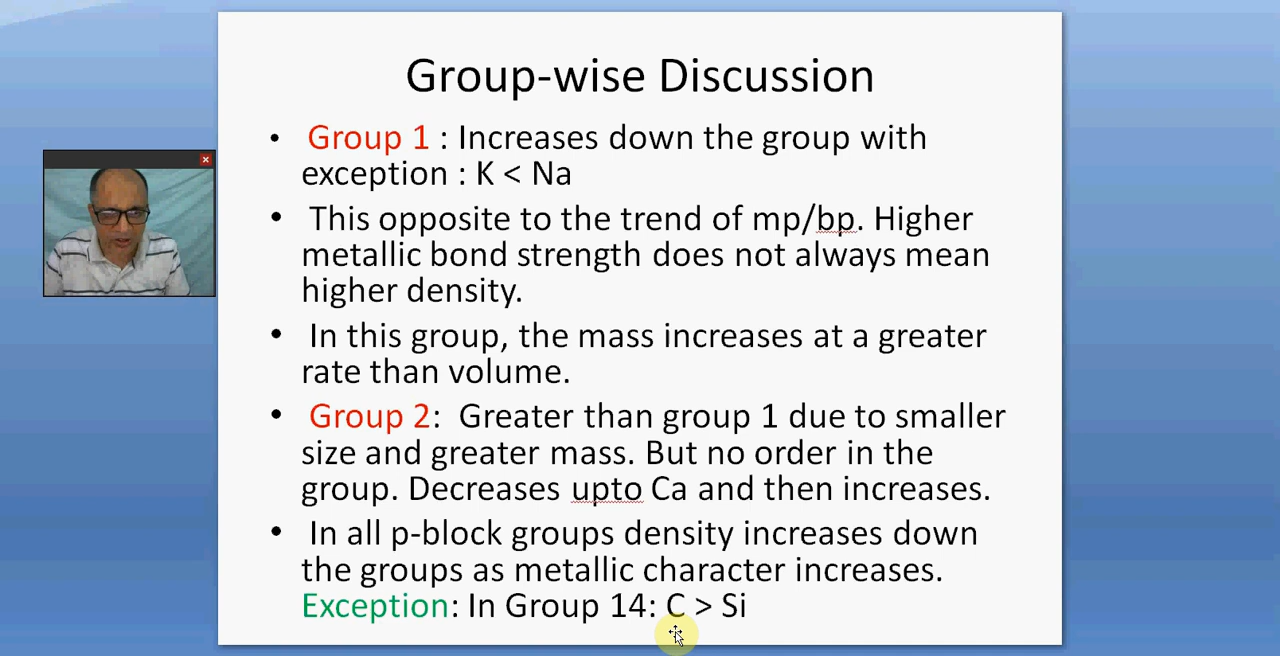 Group-wise Discussion
• Group 1 : Increases down the group with
exception : K < Na
• This opposite to the trend of mp/bp. Higher
metallic bond strength does not always mean
higher density.
• In this group, the mass increases at a greater
rate than volume.
• Group 2: Greater than group 1 due to smaller
size and greater mass. But no order in the
group. Decreases upto Ca and then increases.
• In all p-block groups density increases down
the groups as metallic character increases.
Exception: In Group 14: C > Si